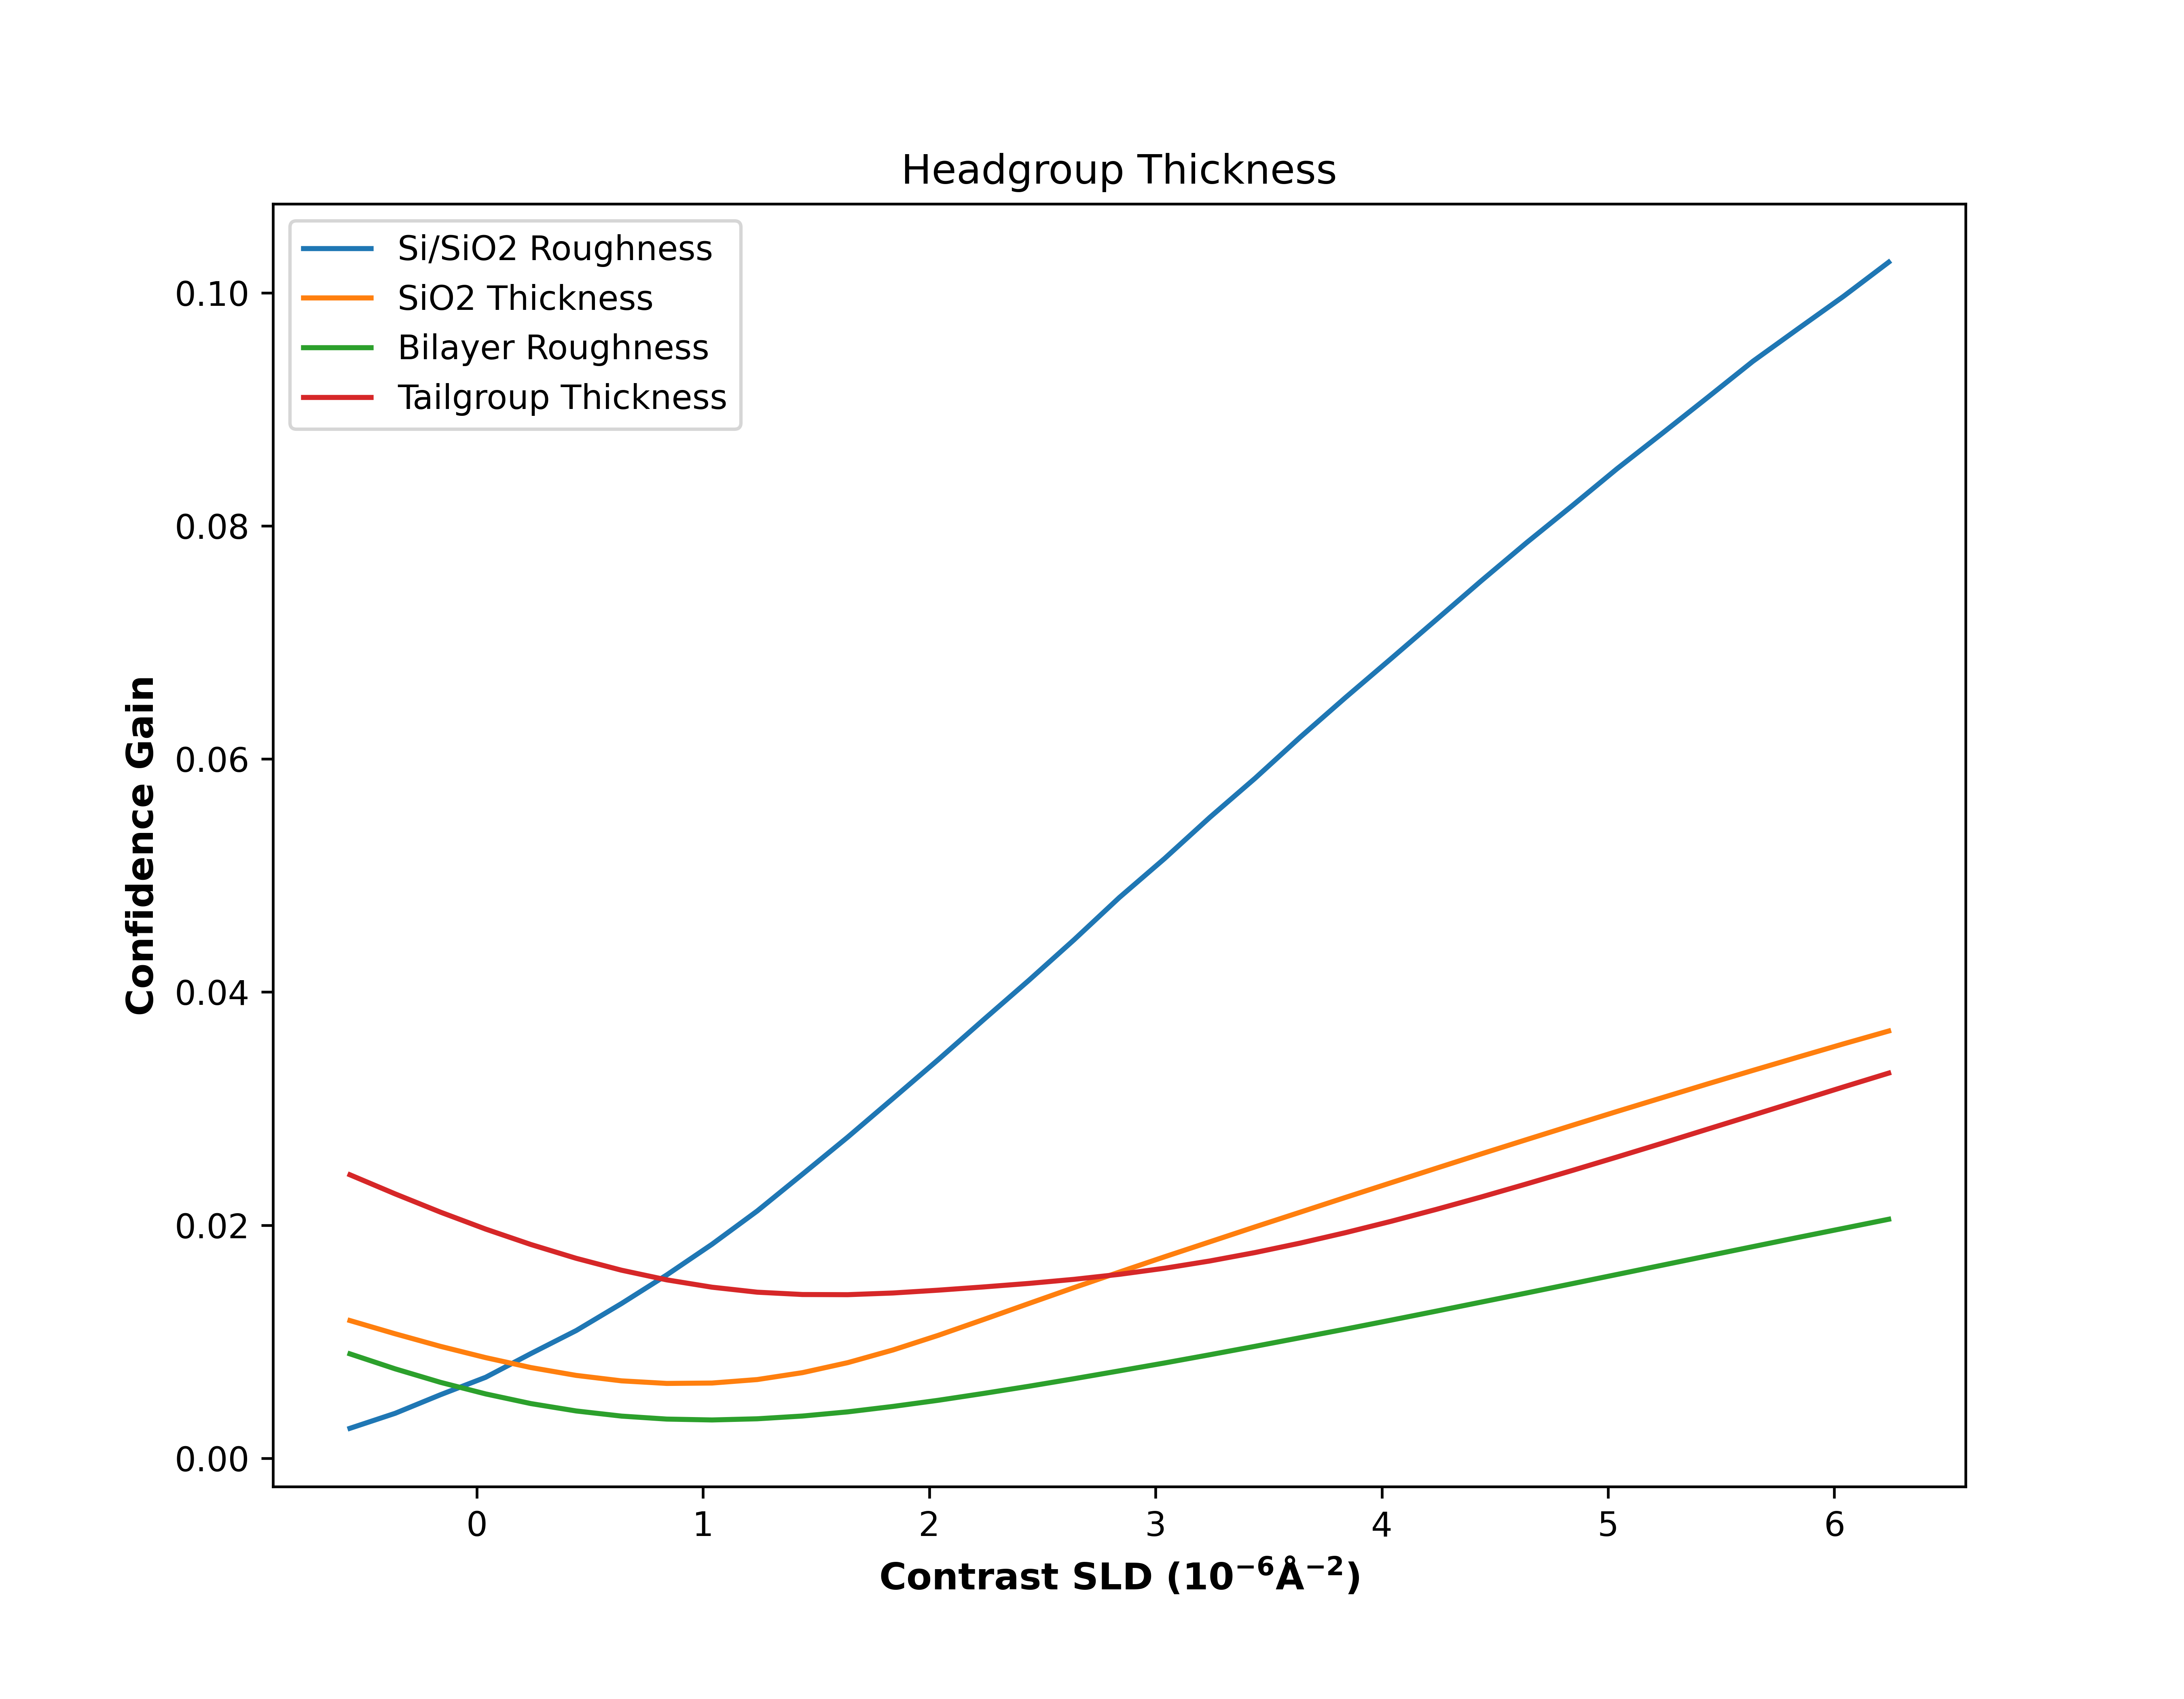 Headgroup Thickness
Si/SiO2 Roughness
SiO2 Thickness
Bilayer Roughness
Tailgroup Thickness
Confidence Gain
0.10
0.08
0.06
0.04
0.02
0.00
0 1 2 3 4 5 6
Contrast SLD (10⁻⁶Å⁻²)